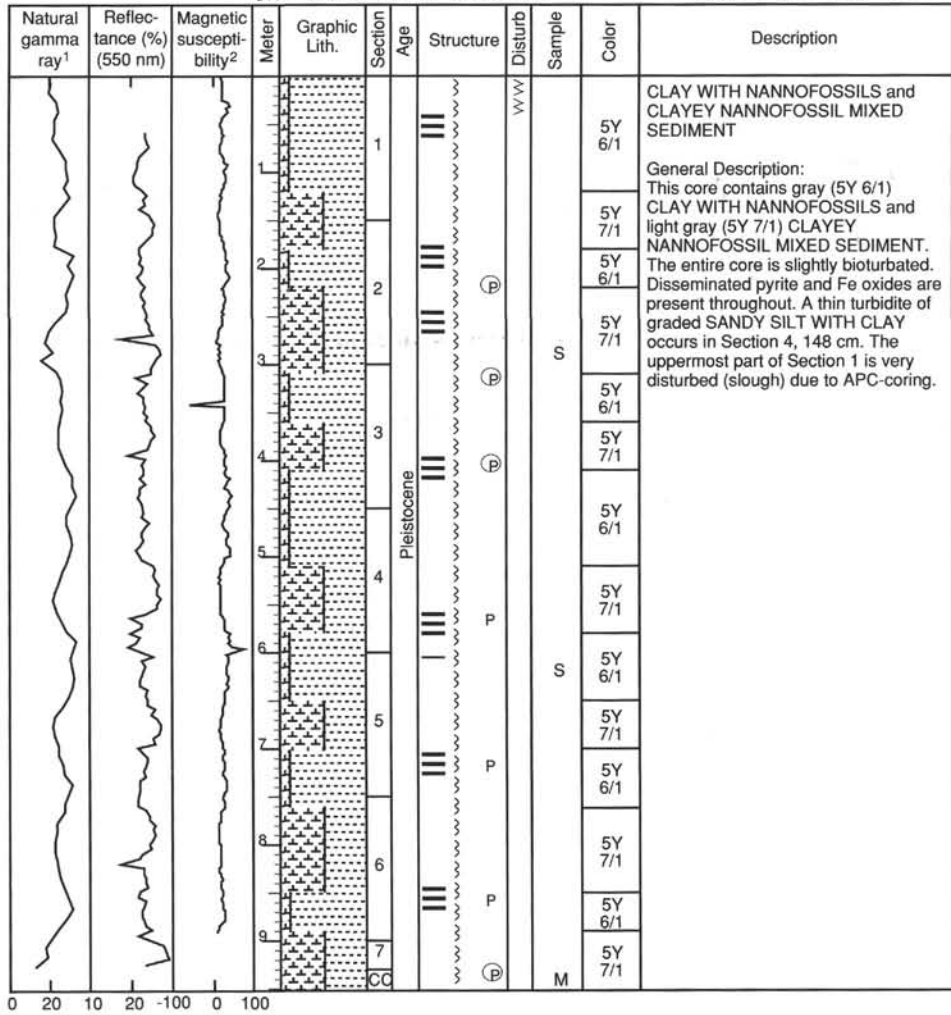 Natural gamma ray1
Reflec-tance (%) (550 nm)
Magnetic suscepti-bility2
Meter
Graphic Lith.
Section
Age
Structure
Disturb
Sample
Color
Description
1
2
3
4
5
6
7
8
9
1
2
3
4
5
6
7
CC
Pleistocene
P
P
P
P
P
P
P
S
S
M
5Y 6/1
5Y 7/1
5Y 6/1
5Y 7/1
5Y 6/1
5Y 7/1
5Y 6/1
5Y 7/1
5Y 6/1
5Y 7/1
5Y 6/1
5Y 7/1
5Y 6/1
5Y 7/1
CLAY WITH NANNOFOSSILS and
CLAYEY NANNOFOSSIL MIXED
SEDIMENT
General Description:
This core contains gray (5Y 6/1)
CLAY WITH NANNOFOSSILS and
light gray (5Y 7/1) CLAYEY
NANNOFOSSIL MIXED SEDIMENT.
The entire core is slightly bioturbated.
Disseminated pyrite and Fe oxides are
present throughout. A thin turbidite of
graded SANDY SILT WITH CLAY
occurs in Section 4, 148 cm. The
uppermost part of Section 1 is very
disturbed (slough) due to APC-coring.
0 20 10 20 -100 0 100